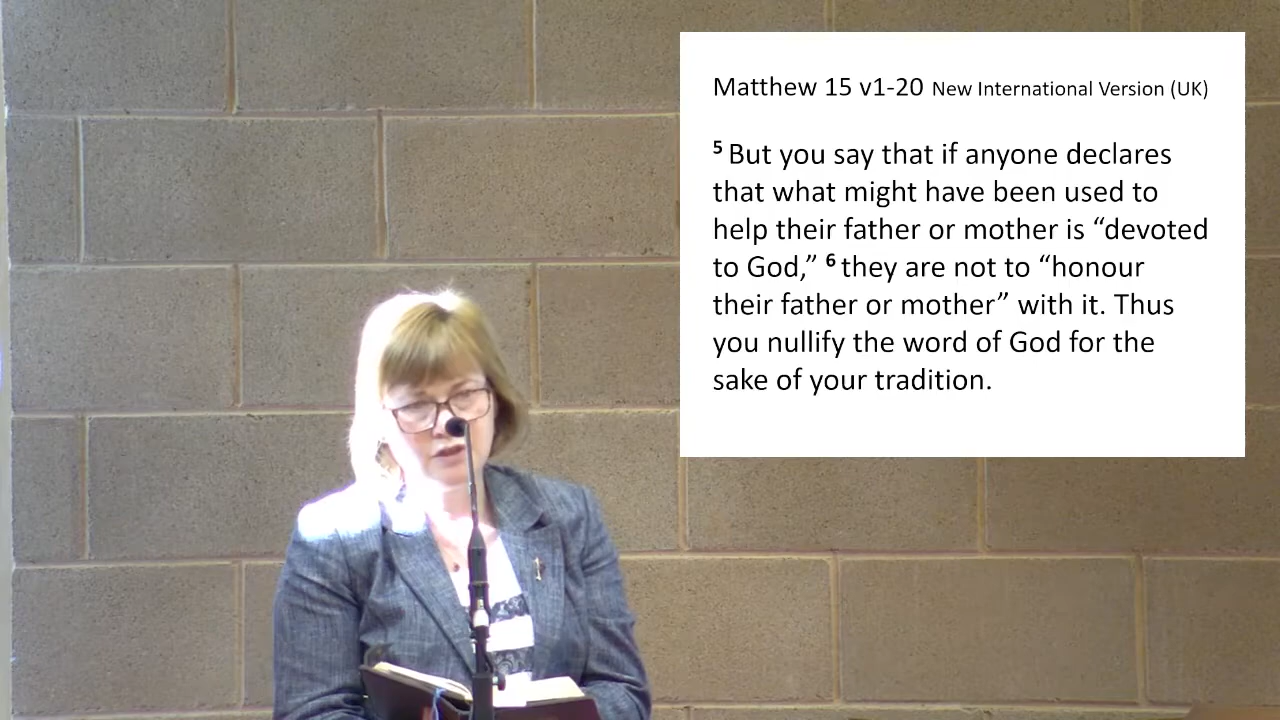 Matthew 15 v1-20 New International Version (UK)
5 But you say that if anyone declares
that what might have been used to
help their father or mother is “devoted
to God,” 6 they are not to “honour
their father or mother” with it. Thus
you nullify the word of God for the
sake of your tradition.